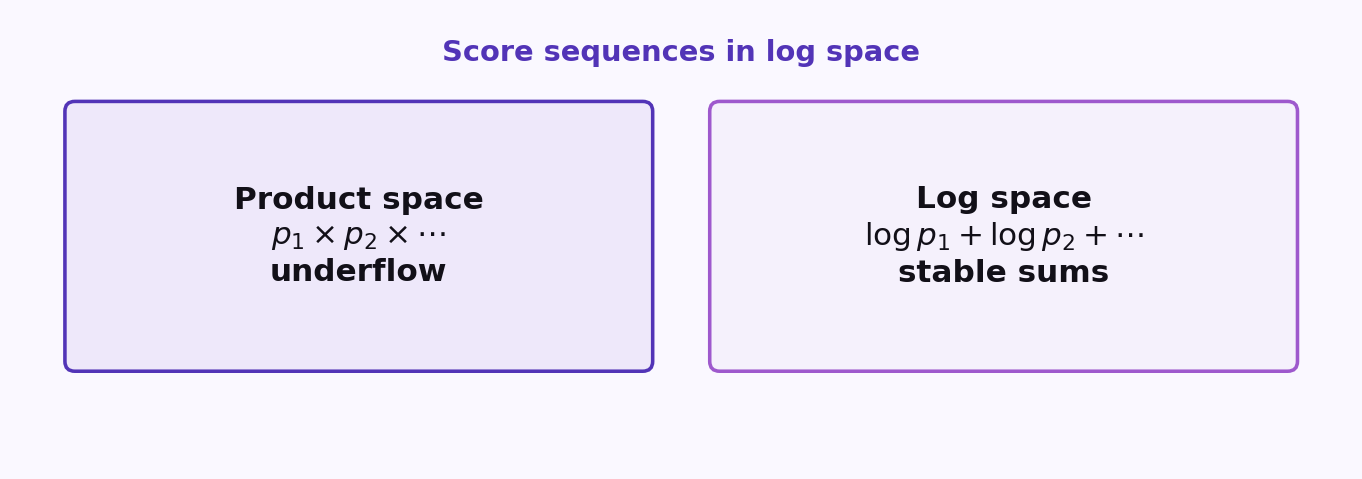 Score sequences in log space
Product space
p₁ × p₂ × ⋯
underflow
Log space
log p₁ + log p₂ + ⋯
stable sums